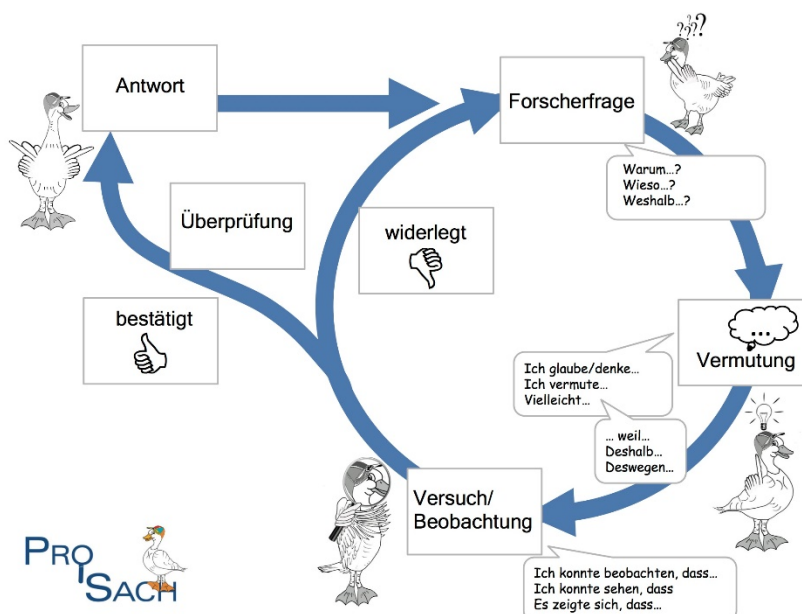 Antwort
Forscherfrage
????
Warum...?
Wieso...?
Weshalb...?
Überprüfung
widerlegt
bestätigt
...
Vermutung
Ich glaube/denke...
Ich vermute...
Vielleicht...
... weil...
Deshalb...
Deswegen...
Versuch/
Beobachtung
Ich konnte beobachten, dass...
Ich konnte sehen, dass
Es zeigte sich, dass...
PRO
SACH